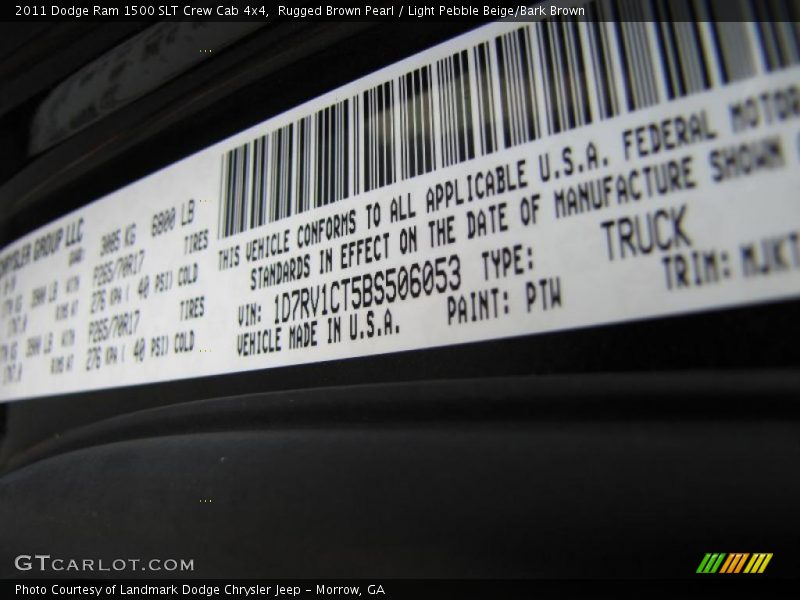 2011 Dodge Ram 1500 SLT Crew Cab 4x4, Rugged Brown Pearl / Light Pebble Beige/Bark Brown
GROUP LLC
3085 KG 6800 LB
TIRES
P265/70R17
276 KPA ( 40 PSI) COLD
TIRES
P265/70R17
276 KPA ( 40 PSI) COLD
THIS VEHICLE CONFORMS TO ALL APPLICABLE U.S.A. FEDERAL MOTOR
STANDARDS IN EFFECT ON THE DATE OF MANUFACTURE SHOWN
VIN: 1D7RV1CT5BS506053 TYPE: TRUCK
VEHICLE MADE IN U.S.A. PAINT: PTW TRIM:
GTCARLOT.COM
Photo Courtesy of Landmark Dodge Chrysler Jeep – Morrow, GA